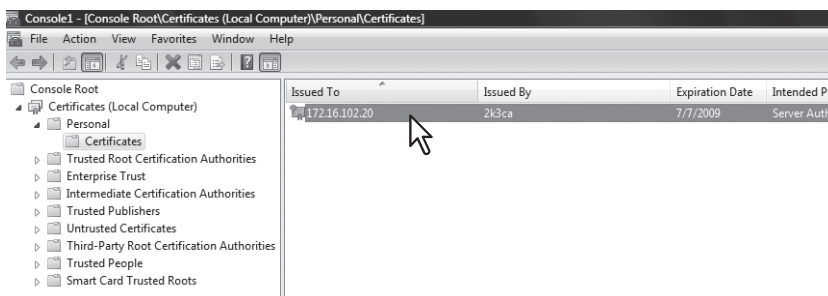 Console1 - [Console Root\Certificates (Local Computer)\Personal\Certificates]
File Action View Favorites Window Help
Console Root
Certificates (Local Computer)
Personal
Certificates
Trusted Root Certification Authorities
Enterprise Trust
Intermediate Certification Authorities
Trusted Publishers
Untrusted Certificates
Third-Party Root Certification Authorities
Trusted People
Smart Card Trusted Roots
Issued To Issued By Expiration Date Intended P
172.16.102.20 2k3ca 7/7/2009 Server Auth